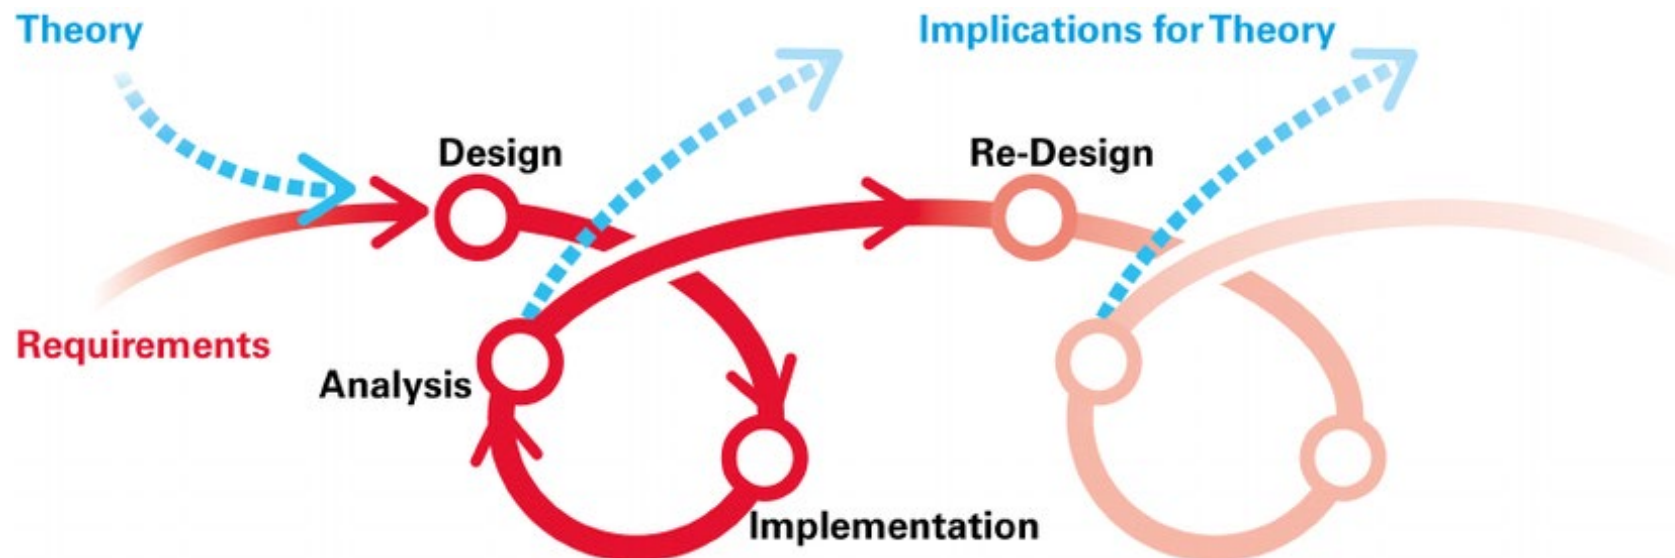 Theory
Implications for Theory
Design
Re-Design
Requirements
Analysis
Implementation